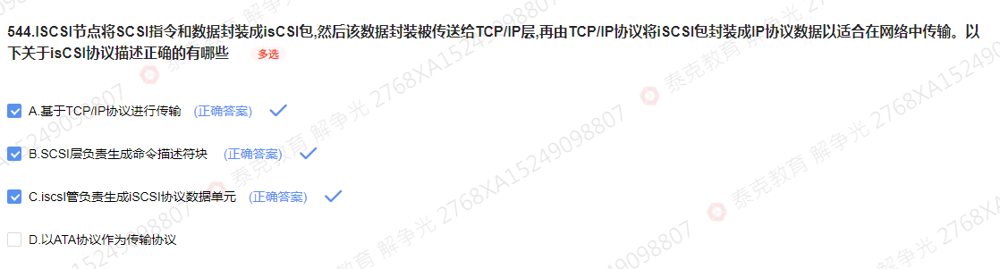 544.ISCSI节点将SCSI指令和数据封装成isCSI包,然后该数据封装被传送给TCP/IP层,再由TCP/IP协议将iSCSI包封装成IP协议数据以适合在网络中传输。以
下关于isCSI协议描述正确的有哪些 多选
A.基于TCP/IP协议进行传输 (正确答案)
B.SCSI层负责生成命令描述符块 (正确答案)
C.iscsI管负责生成iSCSI协议数据单元 (正确答案)
D.以ATA协议作为传输协议
泰克教育 解争光 2768XA15249098807